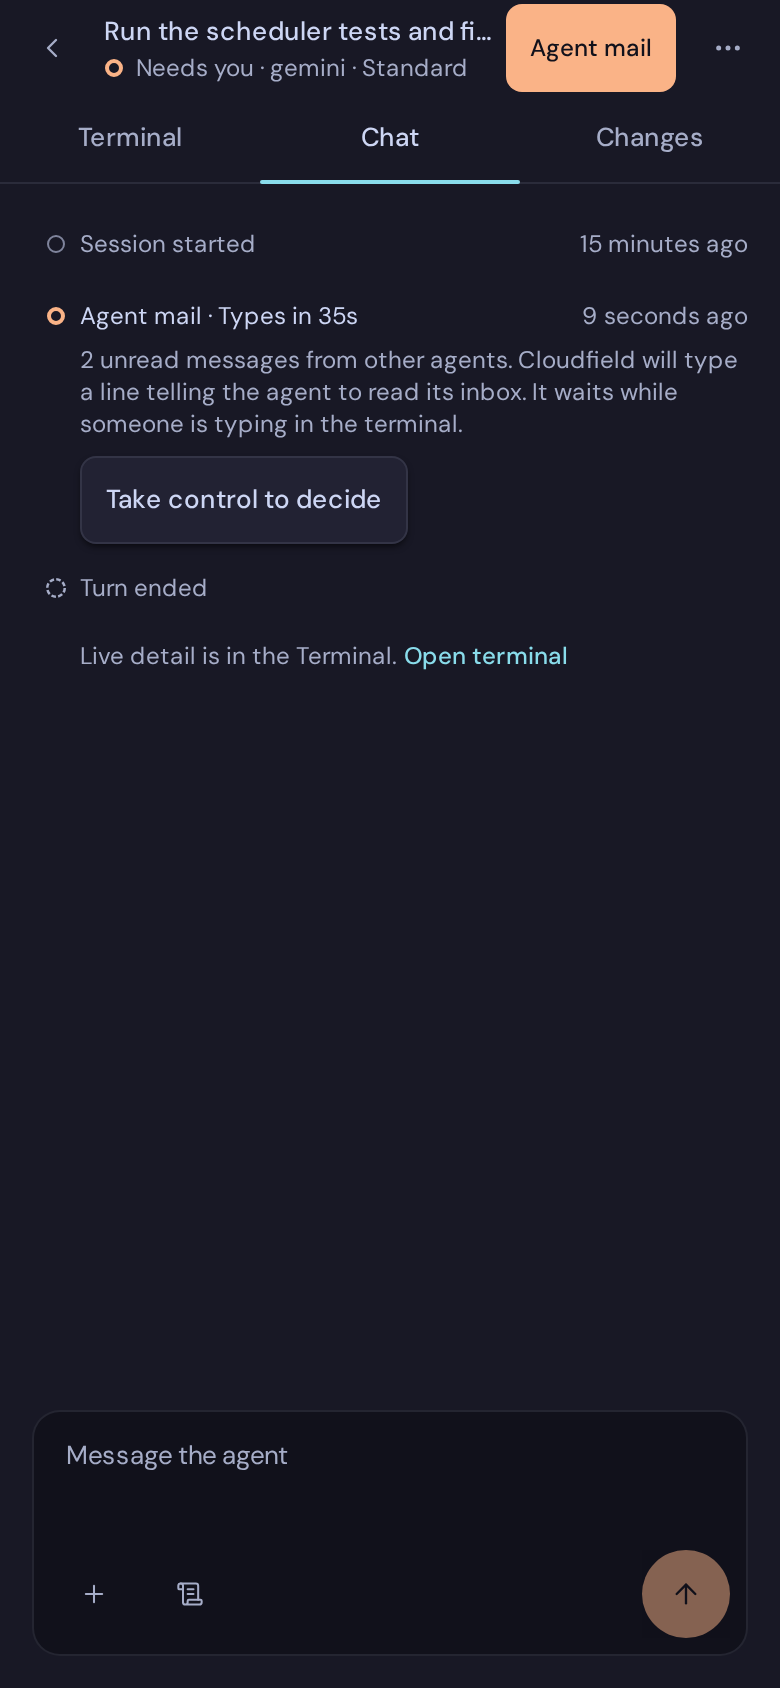 Run the scheduler tests and fi...
Needs you · gemini · Standard
Agent mail
Terminal
Chat
Changes
Session started
15 minutes ago
Agent mail · Types in 35s
9 seconds ago
2 unread messages from other agents. Cloudfield will type
a line telling the agent to read its inbox. It waits while
someone is typing in the terminal.
Take control to decide
Turn ended
Live detail is in the Terminal. Open terminal
Message the agent